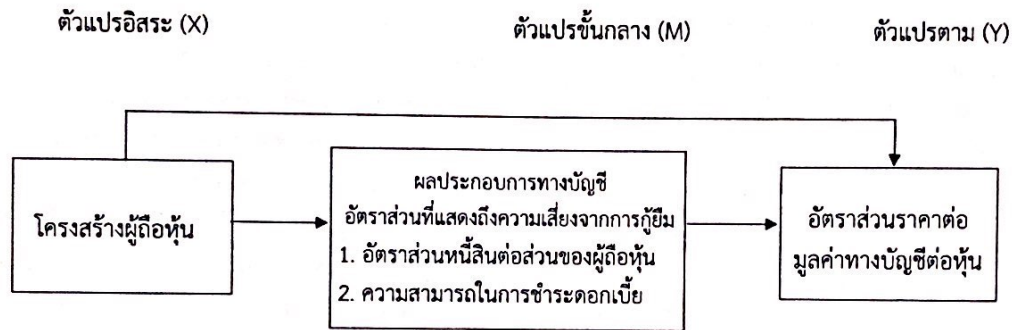 ตัวแปรอิสระ (X)
ตัวแปรขั้นกลาง (M)
ตัวแปรตาม (Y)
โครงสร้างผู้ถือหุ้น
ผลประกอบการทางบัญชี
อัตราส่วนที่แสดงถึงความเสี่ยงจากการกู้ยืม
1. อัตราส่วนหนี้สินต่อส่วนของผู้ถือหุ้น
2. ความสามารถในการชำระดอกเบี้ย
อัตราส่วนราคาต่อ
มูลค่าทางบัญชีต่อหุ้น